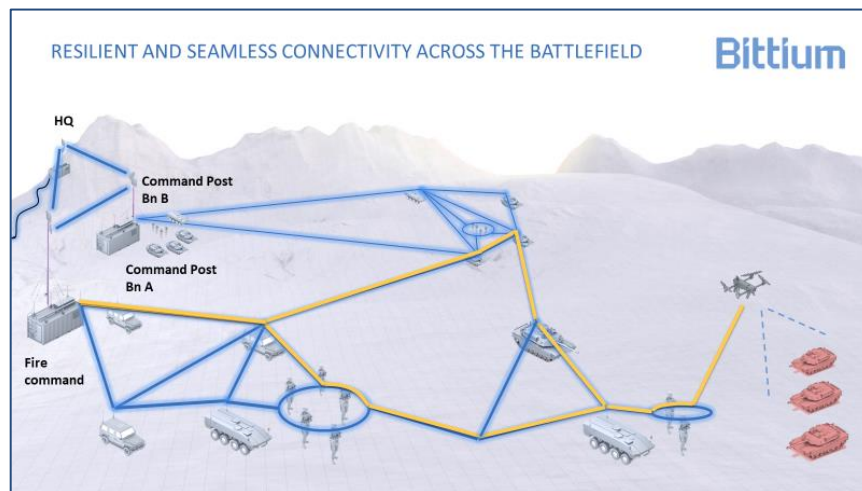 RESILIENT AND SEAMLESS CONNECTIVITY ACROSS THE BATTLEFIELD
Bittium
HQ
Command Post
Bn B
Command Post
Bn A
Fire
command